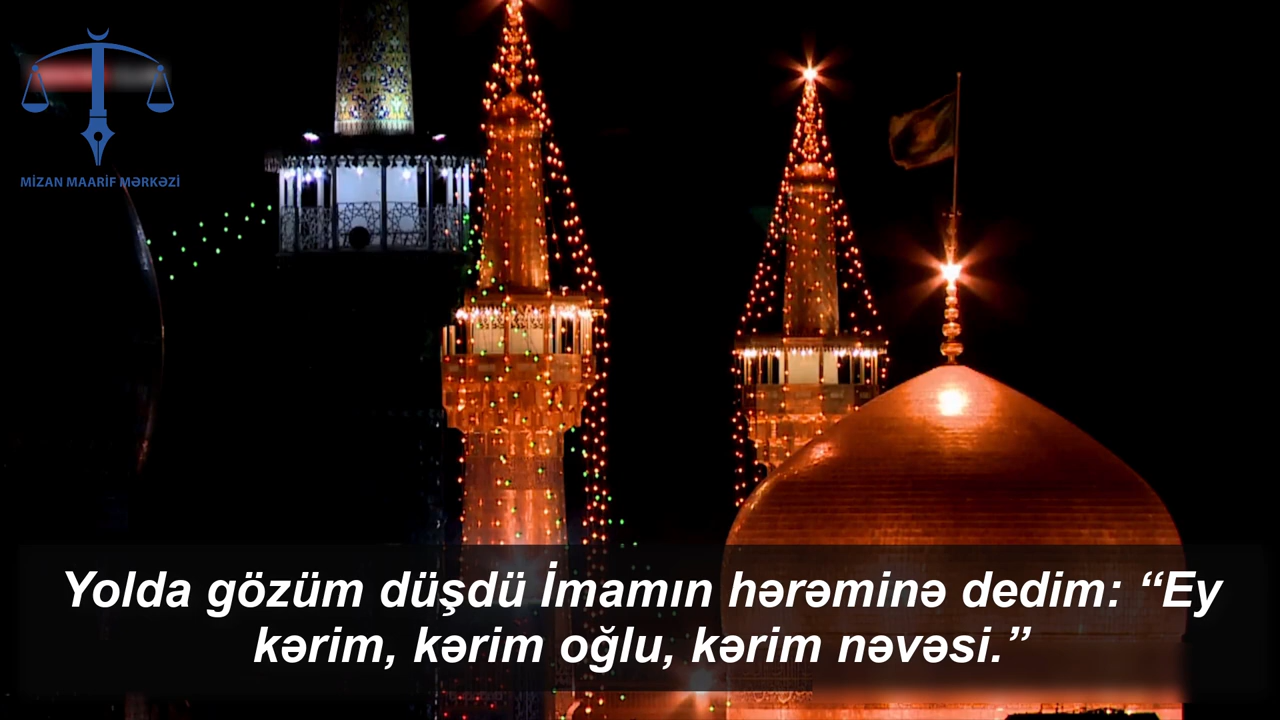 MİZAN MAARİF MƏRKƏZİ
Yolda gözüm düşdü İmamın hərəminə dedim: “Ey
kərim, kərim oğlu, kərim nəvəsi.”